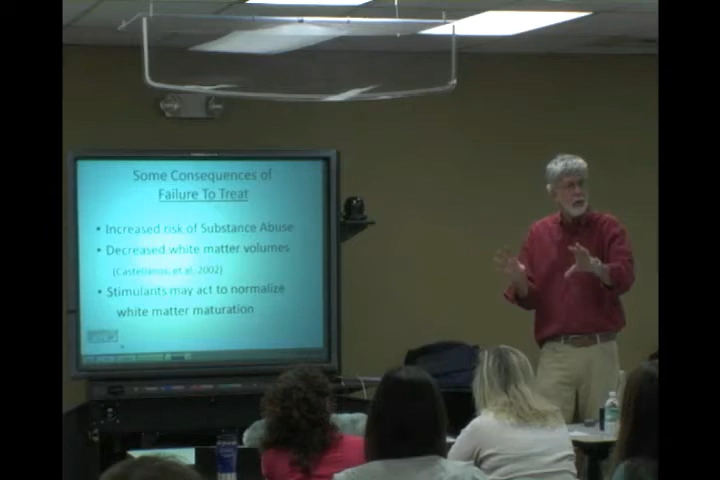 Some Consequences of
Failure To Treat
• Increased risk of Substance Abuse
• Decreased white matter volumes
(Castellanos, et al, 2002)
• Stimulants may act to normalize
white matter maturation